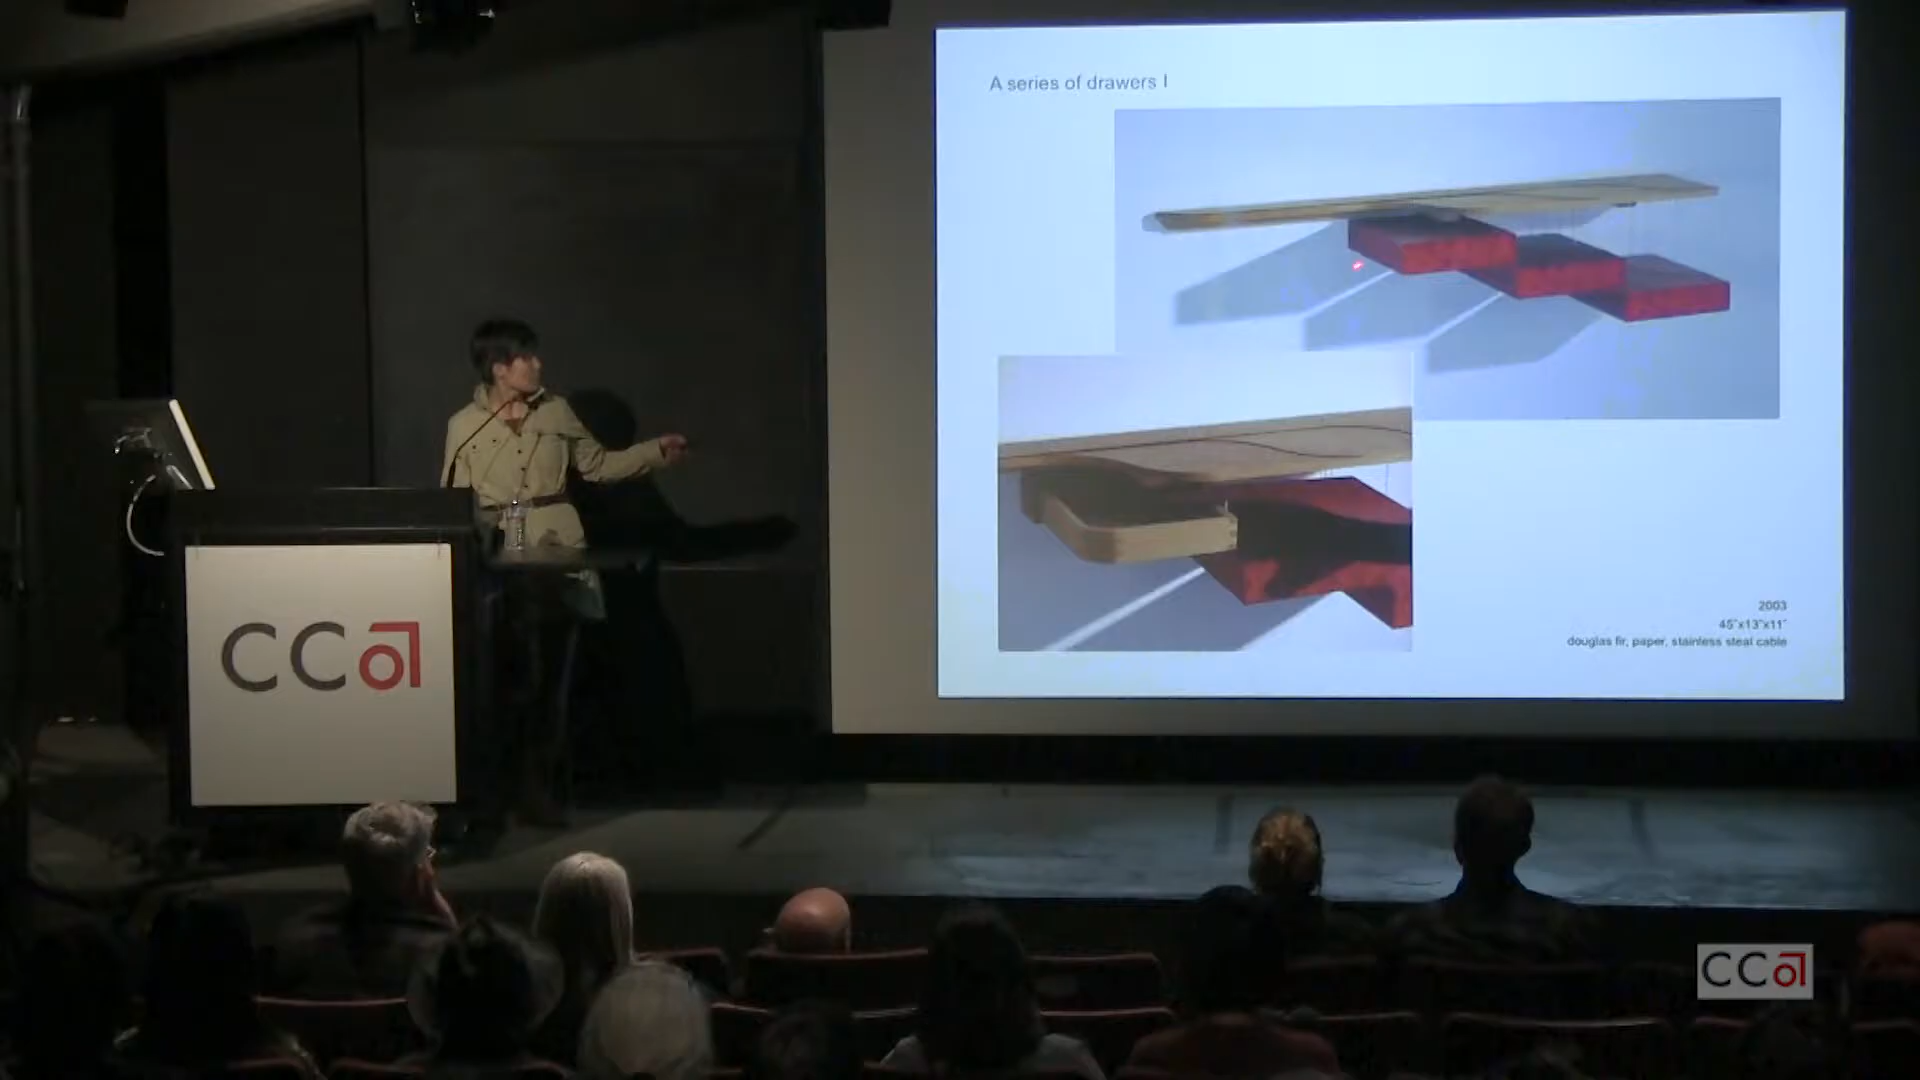 A series of drawers I
2003
45"x13"x11"
douglas fir, paper, stainless steal cable
CCA
CCA